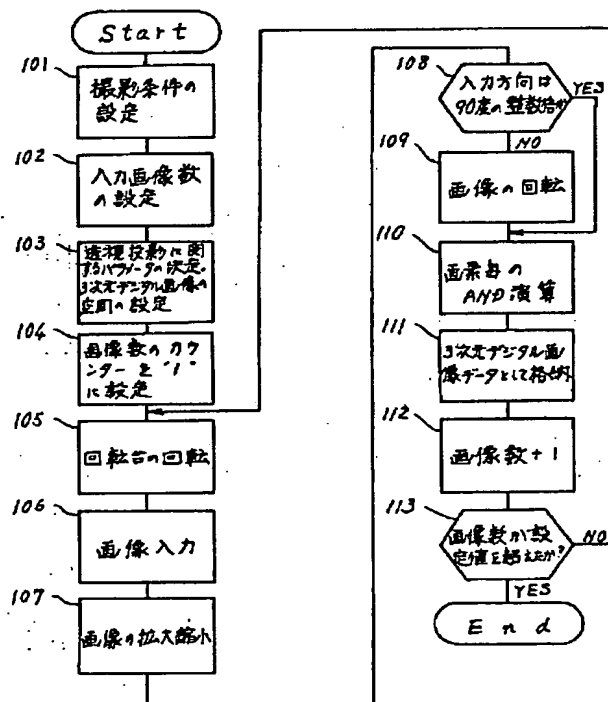 Start
101
撮影条件の
設定
102
入力画像数
の設定
103
透視投影に関
するパラメータの決定。
3次元デジタル画像の
空間の設定
104
画像数のカウ
ンターを"1"
に設定
105
回転台の回転
106
画像入力
107
画像の拡大縮小
108
入力方向は
90度の整数倍か
YES
NO
109
画像の回転
110
画素毎の
AND演算
111
3次元デジタル画
像データとして格納
112
画像数+1
113
画像数が設
定値を超えたか?
NO
YES
End